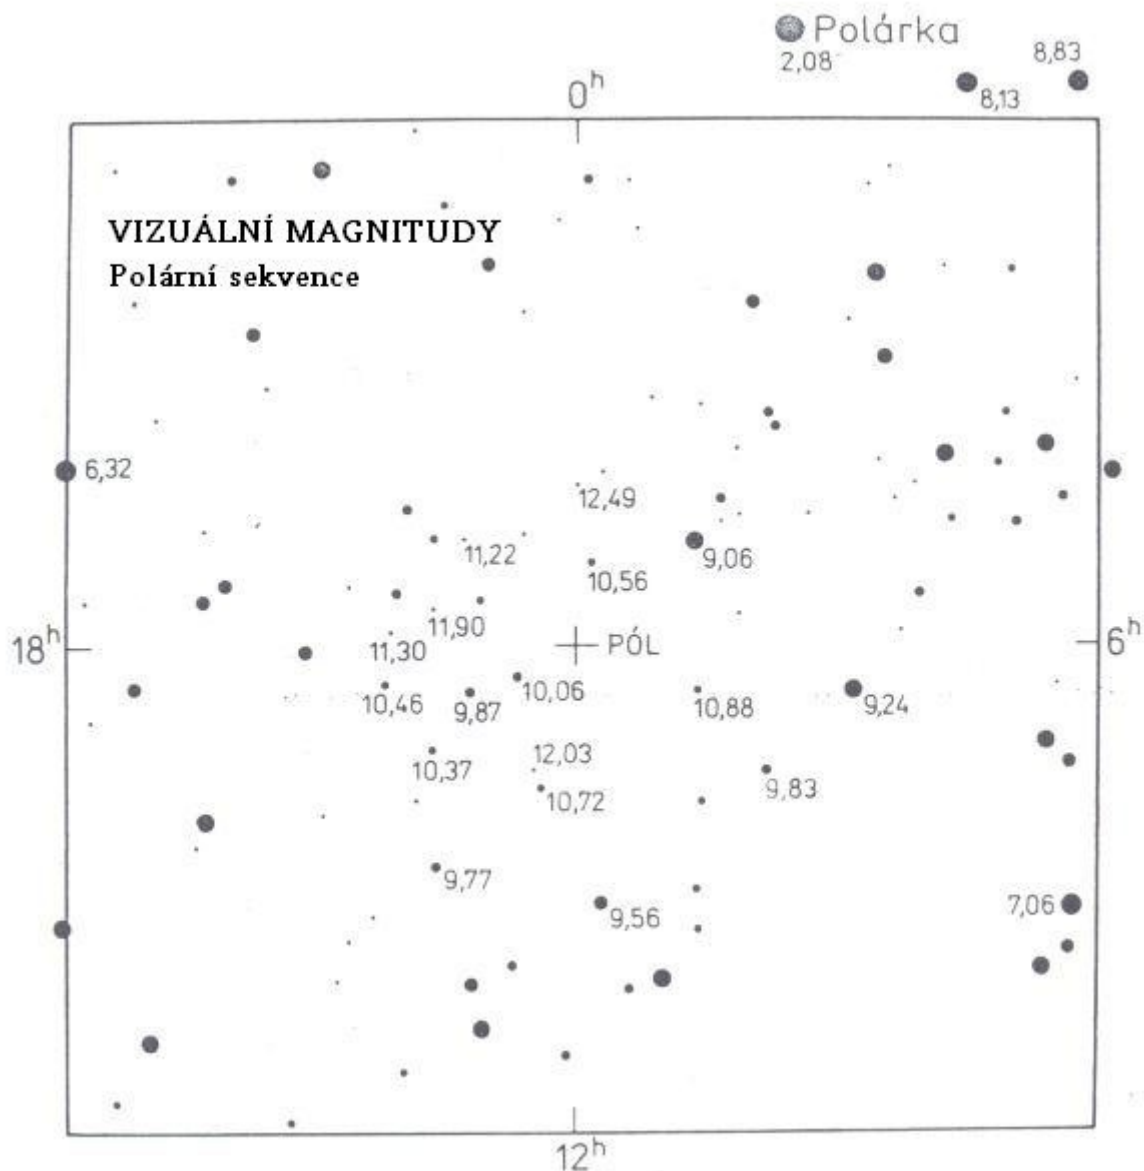 Polárka
2,08
8,83
8,13
0h
VIZUÁLNÍ MAGNITUDY
Polární sekvence
6,32
12,49
11,22
9,06
10,56
11,90
18h
PÓL
6h
11,30
10,46
9,87
10,06
10,88
9,24
10,37
12,03
9,83
10,72
9,77
9,56
7,06
12h